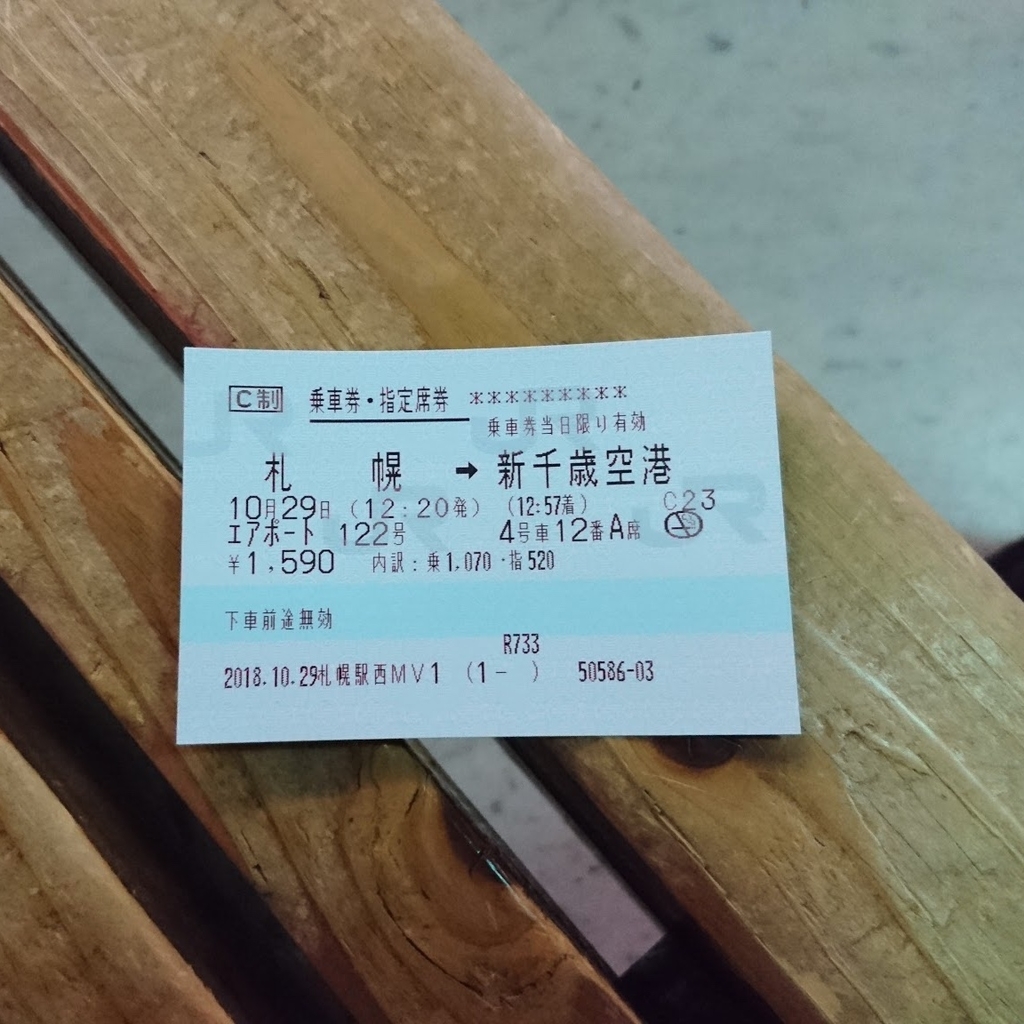 C制 乗車券・指定席券 *********
乗車券当日限り有効
札 幌 → 新千歳空港
10月29日 (12:20発) (12:57着) C23
エアポート 122号 4号車12番A席
¥1,590 内訳:乗1,070・指520
下車前途無効
R733
2018.10.29札幌駅西MV1 (1- ) 50586-03